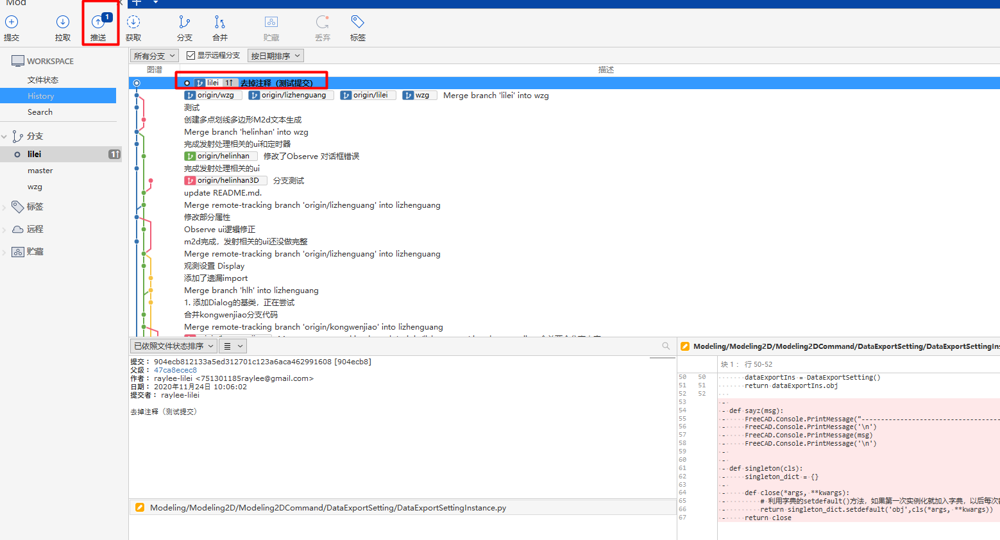 Mod
1
提交
拉取
推送
获取
分支
合并
贮藏
丢弃
标签
WORKSPACE
文件状态
History
Search
分支
lilei 1↑
master
wzg
标签
远程
贮藏
所有分支
显示远程分支
按日期排序
图谱
描述
lilei 1↑ 去掉注释（测试提交）
origin/wzg origin/lizhenguang origin/lilei wzg Merge branch 'lilei' into wzg
测试
创建多点划线多边形M2d文本生成
Merge branch 'helinhan' into wzg
完成发射处理相关的ui和定时器
origin/helinhan 修改了Observe 对话框错误
完成发射处理相关的ui
origin/helinhan3D 分支测试
update README.md.
Merge remote-tracking branch 'origin/lizhenguang' into lizhenguang
修改部分属性
Observe ui逻辑修正
m2d完成，发射相关的ui还没做完整
Merge remote-tracking branch 'origin/lizhenguang' into lizhenguang
观测设置 Display
添加了遗漏import
Merge branch 'hlh' into lizhenguang
1. 添加Dialog的基类，正在尝试
合并kongwenjiao分支代码
Merge remote-tracking branch 'origin/kongwenjiao' into lizhenguang
已依照文件状态排序
提交： 904ecb812133a5ed312701c123a6aca462991608 [904ecb8]
父级： 47ca8ecec8
作者： raylee-lilei <751301185raylee@gmail.com>
日期： 2020年11月24日 10:06:02
提交者： raylee-lilei
去掉注释（测试提交）
Modeling/Modeling2D/Modeling2DCommand/DataExportSetting/DataExportSettingInstance.py
Modeling/Modeling2D/Modeling2DCommand/DataExportSetting/DataExportSettingIns
块 1： 行 50-52
50 50 dataExportIns = DataExportSetting()
51 51 return dataExportIns.obj
52 52
53 -
54 - def sayz(msg):
55 - FreeCAD.Console.PrintMessage("-----------------------------------
56 - FreeCAD.Console.PrintMessage('\n')
57 - FreeCAD.Console.PrintMessage(msg)
58 - FreeCAD.Console.PrintMessage('\n')
59 -
60 -
61 - def singleton(cls):
62 - singleton_dict = {}
63 -
64 - def close(*args, **kwargs):
65 - # 利用字典的setdefault()方法，如果第一次实例化就加入字典，以后每次
66 - return singleton_dict.setdefault('obj',cls(*args, **kwargs))
67 - return close